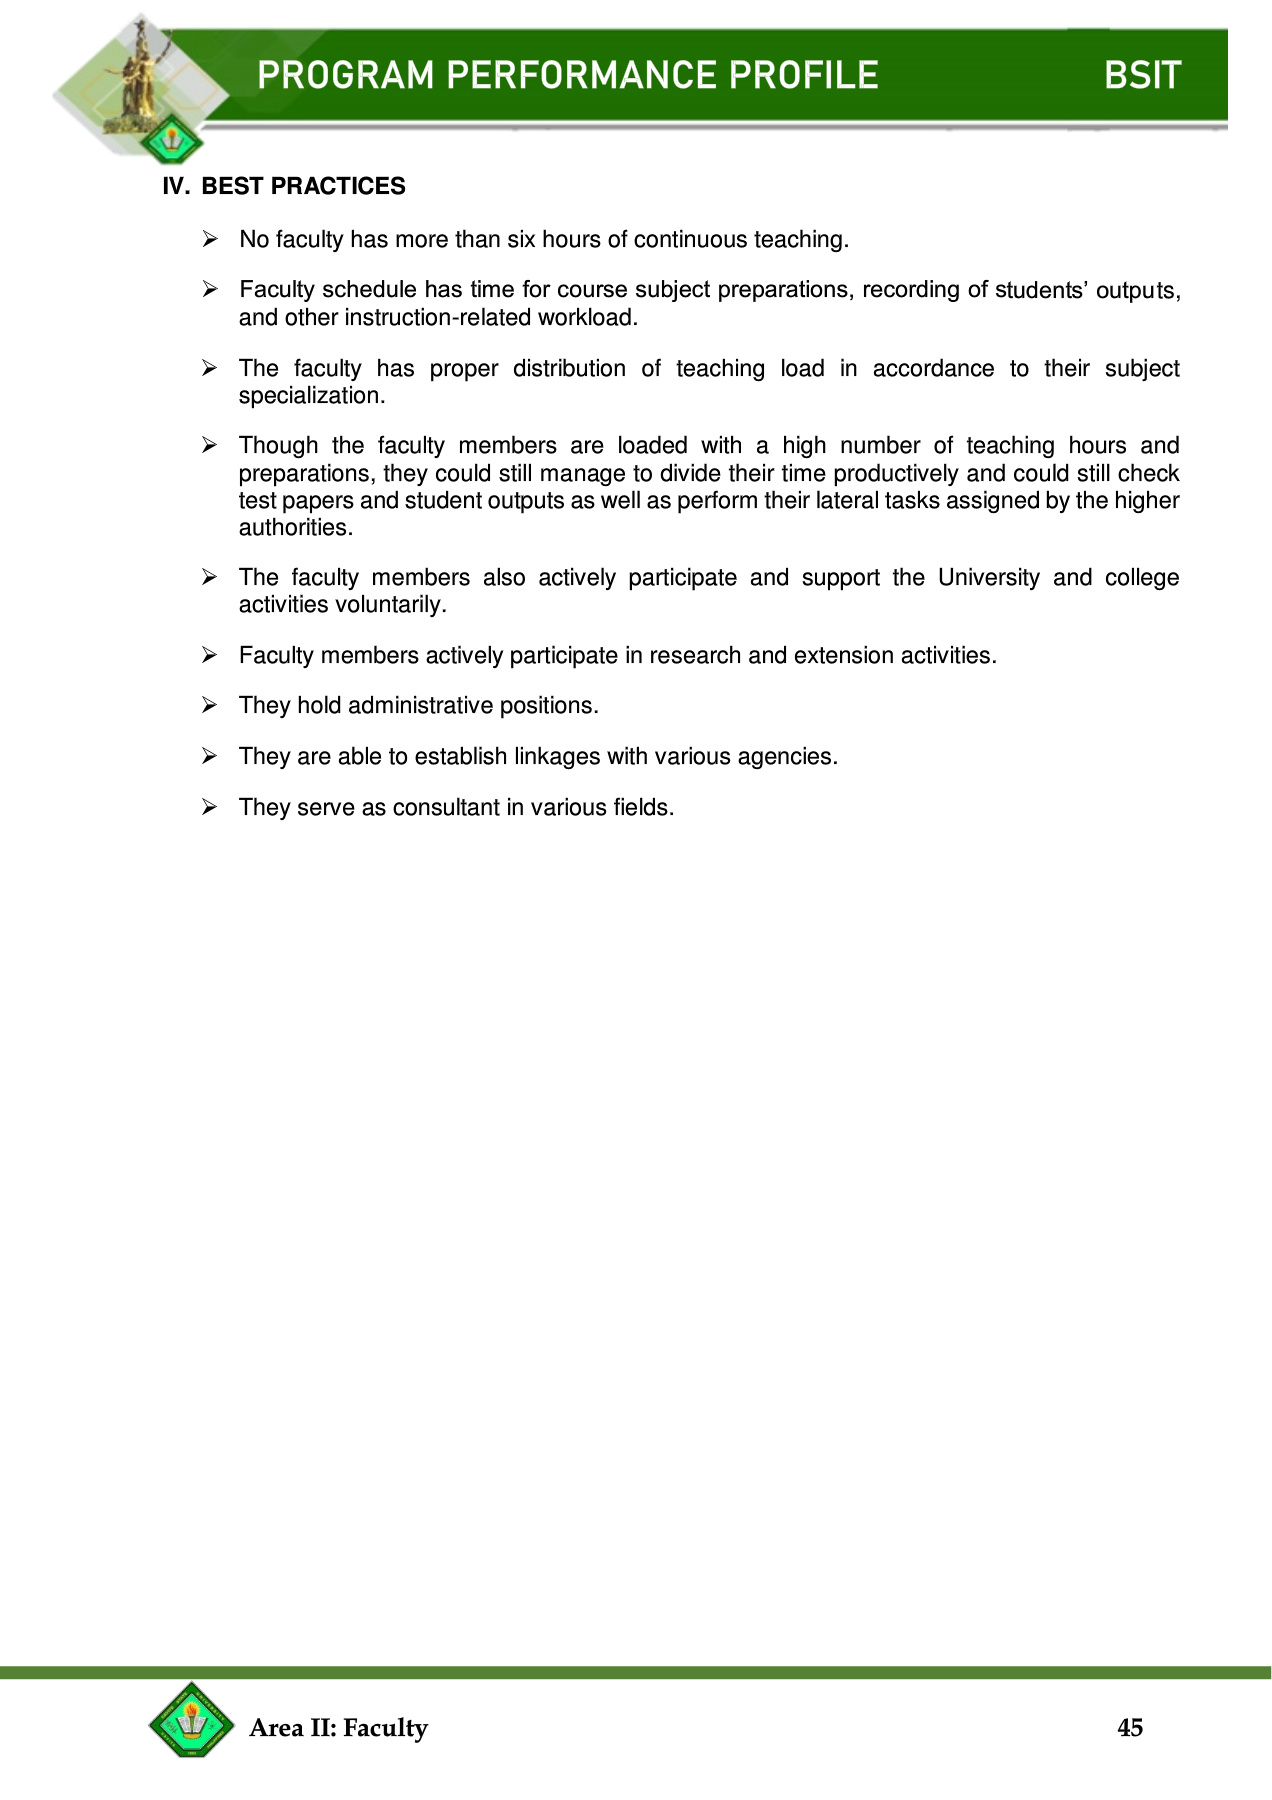 PROGRAM PERFORMANCE PROFILE BSIT
IV. BEST PRACTICES
➢ No faculty has more than six hours of continuous teaching.
➢ Faculty schedule has time for course subject preparations, recording of students’ outputs,
and other instruction-related workload.
➢ The faculty has proper distribution of teaching load in accordance to their subject
specialization.
➢ Though the faculty members are loaded with a high number of teaching hours and
preparations, they could still manage to divide their time productively and could still check
test papers and student outputs as well as perform their lateral tasks assigned by the higher
authorities.
➢ The faculty members also actively participate and support the University and college
activities voluntarily.
➢ Faculty members actively participate in research and extension activities.
➢ They hold administrative positions.
➢ They are able to establish linkages with various agencies.
➢ They serve as consultant in various fields.
Area II: Faculty 45